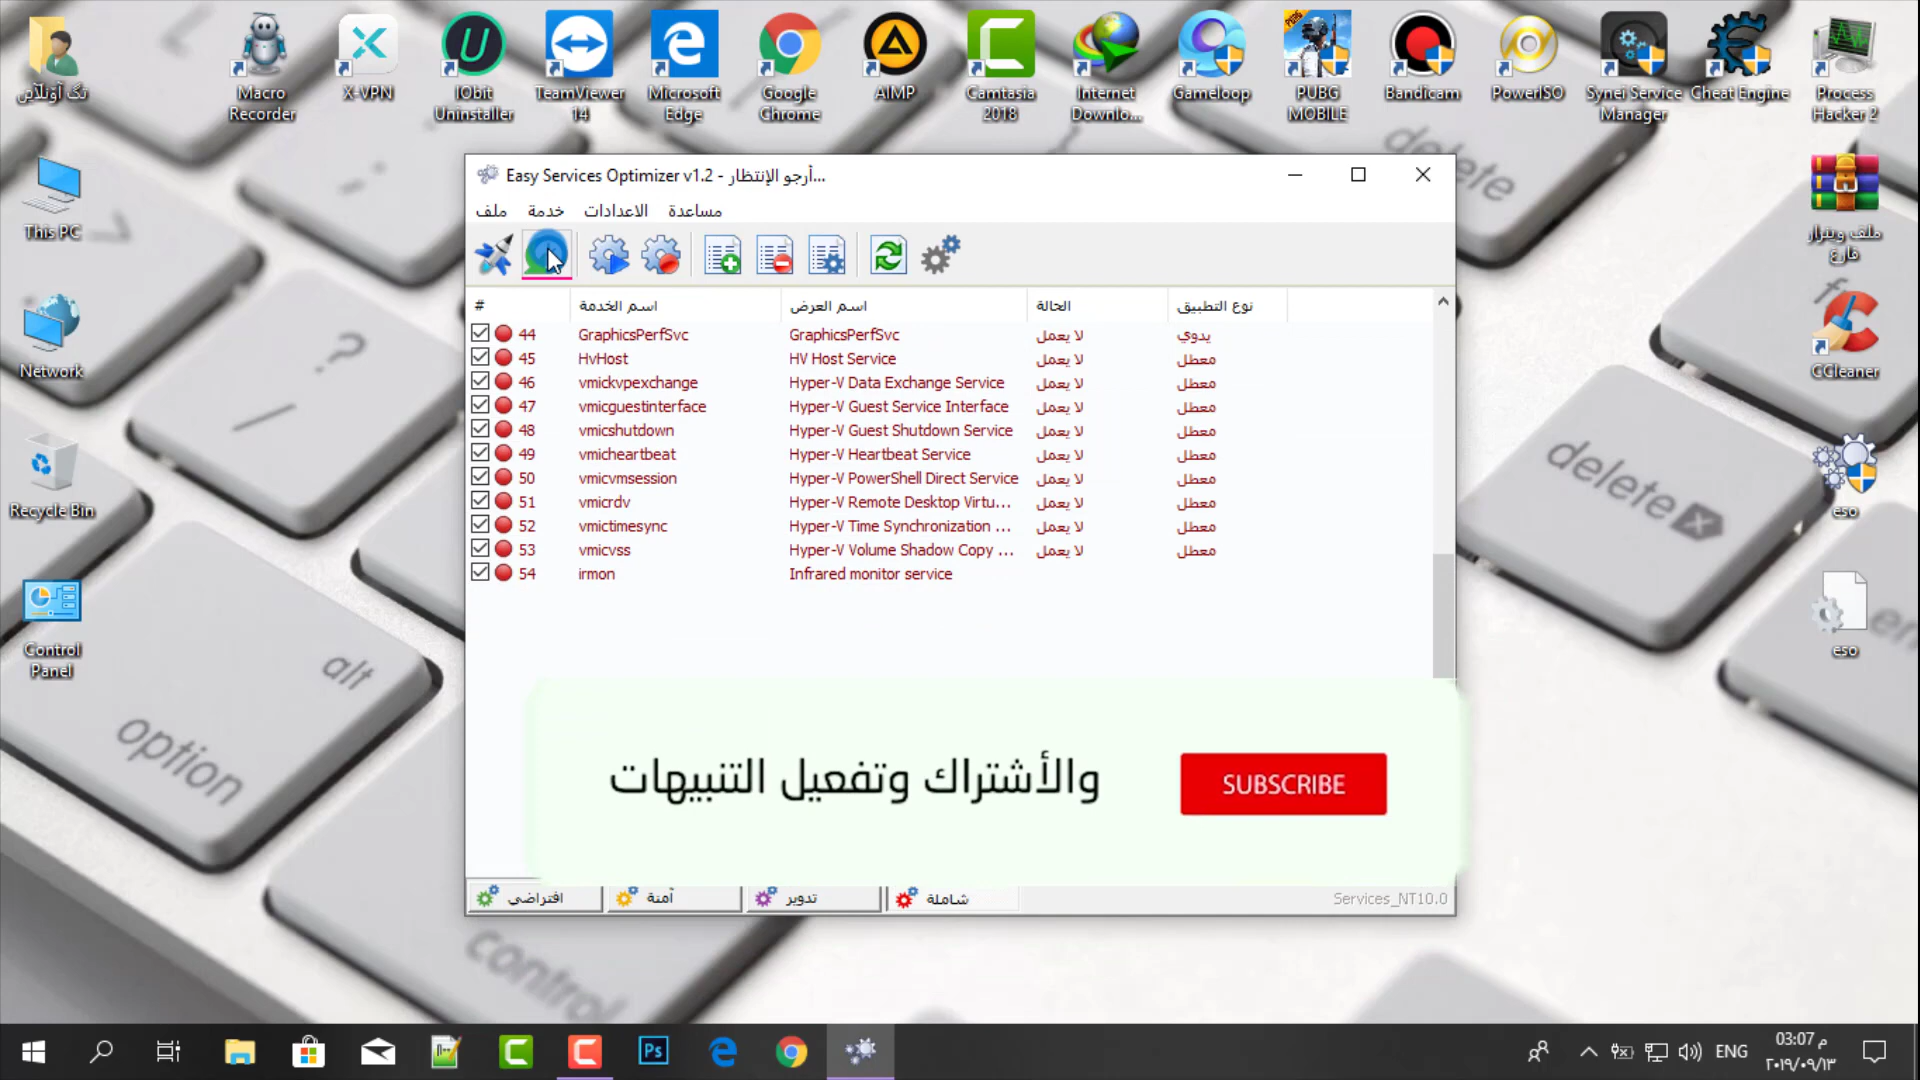 تگ آؤنلآين
Macro Recorder
X-VPN
IObit Uninstaller
TeamViewer 14
Microsoft Edge
Google Chrome
AIMP
Camtasia 2018
Internet Downlo...
Gameloop
PUBG MOBILE
Bandicam
PowerISO
Synei Service Manager
Cheat Engine
Process Hacker 2
This PC
Network
Recycle Bin
Control Panel
ملف وينرار فارغ
CCleaner
eso
eso
Easy Services Optimizer v1.2 - أرجو الإنتظار...
ملف خدمة الاعدادات مساعدة
# اسم الخدمة اسم العرض الحالة نوع التطبيق
44 GraphicsPerfSvc GraphicsPerfSvc لا يعمل يدوي
45 HvHost HV Host Service لا يعمل معطل
46 vmickvpexchange Hyper-V Data Exchange Service لا يعمل معطل
47 vmicguestinterface Hyper-V Guest Service Interface لا يعمل معطل
48 vmicshutdown Hyper-V Guest Shutdown Service لا يعمل معطل
49 vmicheartbeat Hyper-V Heartbeat Service لا يعمل معطل
50 vmicvmsession Hyper-V PowerShell Direct Service لا يعمل معطل
51 vmicrdv Hyper-V Remote Desktop Virtu... لا يعمل معطل
52 vmictimesync Hyper-V Time Synchronization ... لا يعمل معطل
53 vmicvss Hyper-V Volume Shadow Copy ... لا يعمل معطل
54 irmon Infrared monitor service
والأشتراك وتفعيل التنبيهات
SUBSCRIBE
افتراضي آمنة تدوير شاملة Services_NT10.0
delete
delete
?
/
alt
option
control
Ps
ENG
03:07 م
٢٠١٩/٠٩/١٣